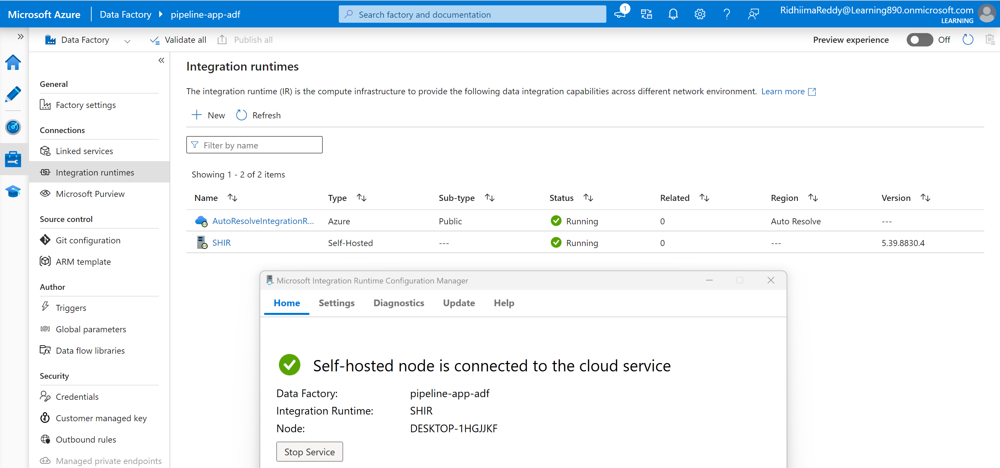 Microsoft Azure Data Factory pipeline-app-adf Search factory and documentation 1 RidhiimaReddy@Learning890.onmicrosoft.com
LEARNING
Data Factory Validate all Publish all Preview experience Off
General
Factory settings
Connections
Linked services
Integration runtimes
Microsoft Purview
Source control
Git configuration
ARM template
Author
Triggers
Global parameters
Data flow libraries
Security
Credentials
Customer managed key
Outbound rules
Managed private endpoints
Integration runtimes
The integration runtime (IR) is the compute infrastructure to provide the following data integration capabilities across different network environment. Learn more
New Refresh
Filter by name
Showing 1 - 2 of 2 items
Name Type Sub-type Status Related Region Version
AutoResolveIntegrationR... Azure Public Running 0 Auto Resolve ---
SHIR Self-Hosted --- Running 0 --- 5.39.8830.4
Microsoft Integration Runtime Configuration Manager
Home Settings Diagnostics Update Help
Self-hosted node is connected to the cloud service
Data Factory: pipeline-app-adf
Integration Runtime: SHIR
Node: DESKTOP-1HGJJKF
Stop Service